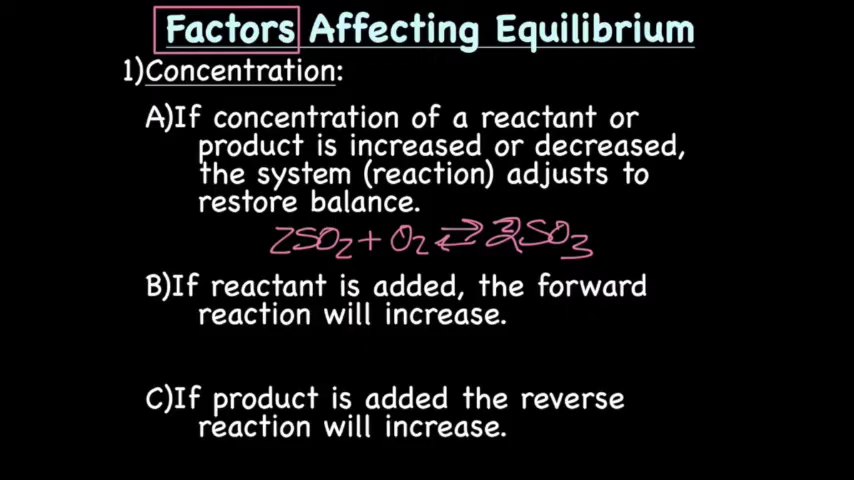 Factors Affecting Equilibrium
1)Concentration:
A)If concentration of a reactant or
product is increased or decreased,
the system (reaction) adjusts to
restore balance.
2SO₂ + O₂ ⇄ 2SO₃
B)If reactant is added, the forward
reaction will increase.
C)If product is added the reverse
reaction will increase.